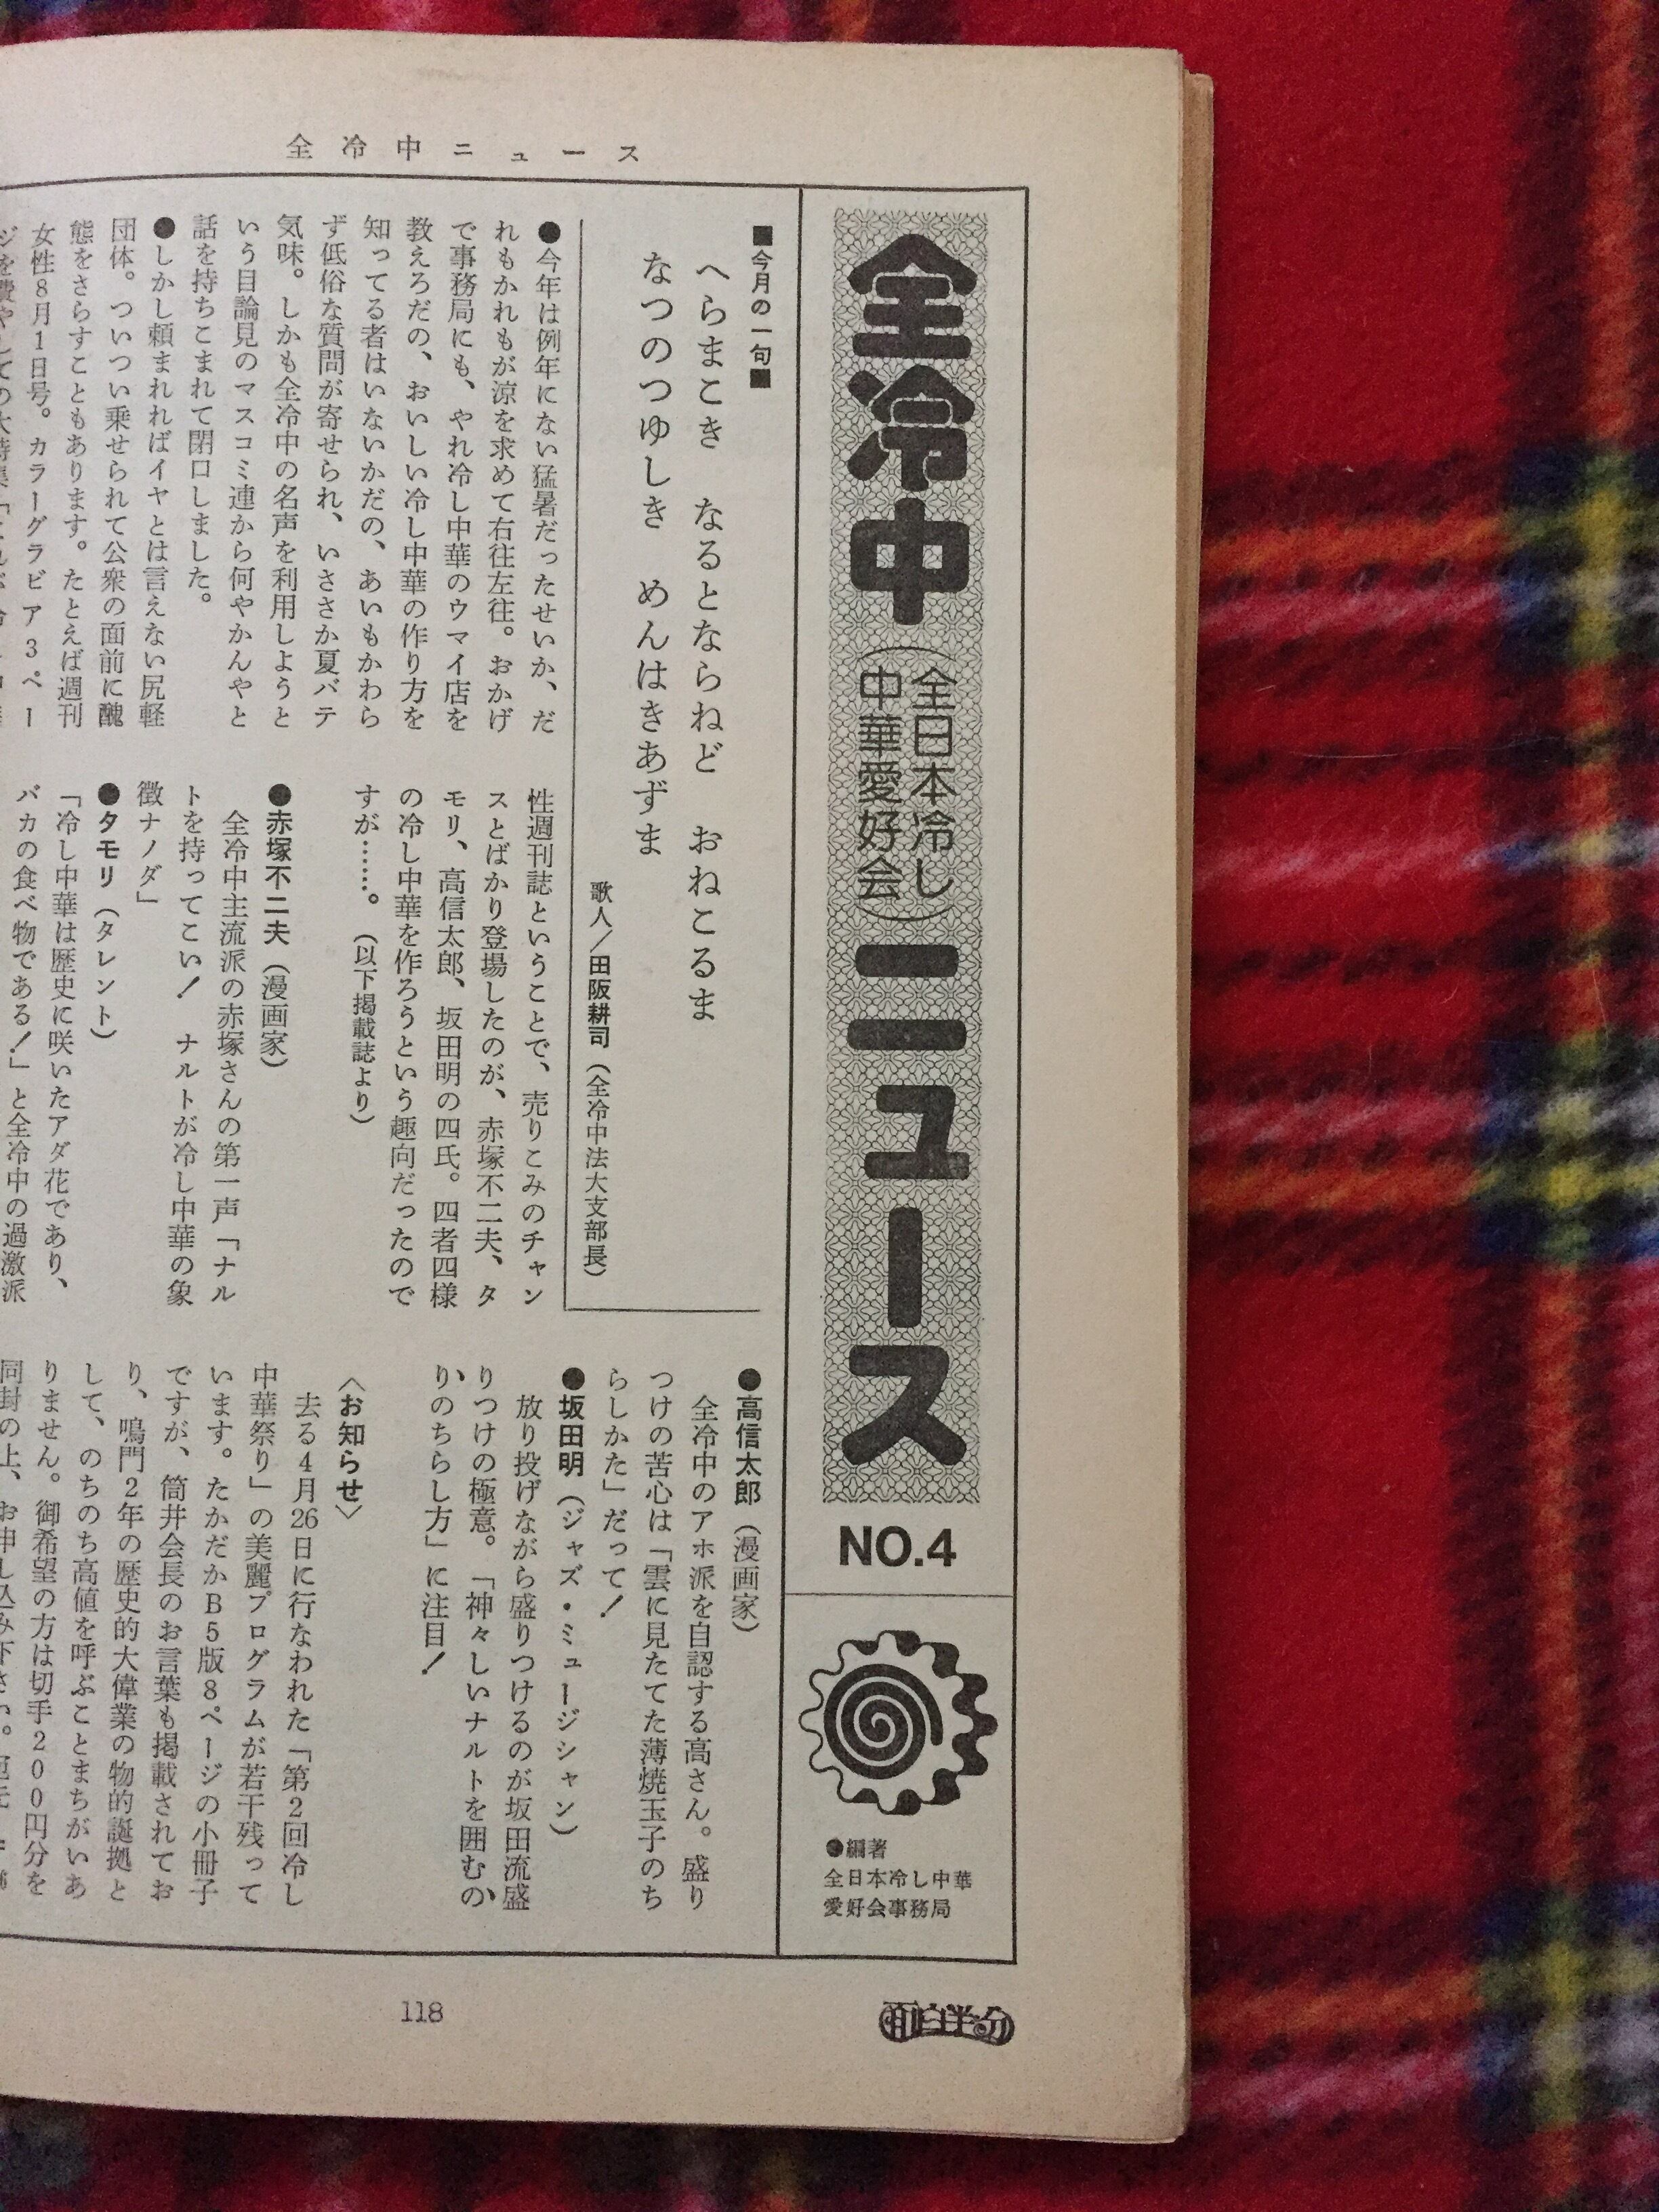 全冷中ニュース
全冷中(全日本冷し
中華愛好会)ニュース
NO.4
●編著
全日本冷し中華
愛好会事務局
■今月の一句■
へらまこき　なるとならねど　おねこるま
なつのつゆしき　めんはきあずま
歌人／田阪耕司（全冷中法大支部長）
●今年は例年にない猛暑だったせいか、だ
れもかれもが涼を求めて右往左往。おかげ
で事務局にも、やれ冷し中華のウマイ店を
教えろだの、おいしい冷し中華の作り方を
知ってる者はいないかだの、あいもかわら
ず低俗な質問が寄せられ、いささか夏バテ
気味。しかも全冷中の名声を利用しようと
いう目論見のマスコミ連から何やかんやと
話を持ちこまれて閉口しました。
●しかし頼まれればイヤとは言えない尻軽
団体。ついつい乗せられて公衆の面前に醜
態をさらすこともあります。たとえば週刊
女性8月1日号。カラーグラビア3ペー
性週刊誌ということで、売りこみのチャン
スとばかり登場したのが、赤塚不二夫、タ
モリ、高信太郎、坂田明の四氏。四者四様
の冷し中華を作ろうという趣向だったので
すが……。（以下掲載誌より）
●赤塚不二夫（漫画家）
全冷中主流派の赤塚さんの第一声「ナル
トを持ってこい！　ナルトが冷し中華の象
徴ナノダ」
●タモリ（タレント）
「冷し中華は歴史に咲いたアダ花であり、
バカの食べ物である！」と全冷中の過激派
●高信太郎（漫画家）
全冷中のアホ派を自認する高さん。盛り
つけの苦心は「雲に見たてた薄焼玉子のち
らしかた」だって！
●坂田明（ジャズ・ミュージシャン）
放り投げながら盛りつけるのが坂田流盛
りつけの極意。「神々しいナルトを囲むの
りのちらし方」に注目！
〈お知らせ〉
去る4月26日に行なわれた「第2回冷し
中華祭り」の美麗プログラムが若干残って
います。たかだかB5版8ページの小冊子
ですが、筒井会長のお言葉も掲載されてお
り、鳴門2年の歴史的大偉業の物的証拠と
して、のちのち高値を呼ぶことまちがいあ
りません。御希望の方は切手200円分を
同封の上、お申し込み下さい。
118
面白半分